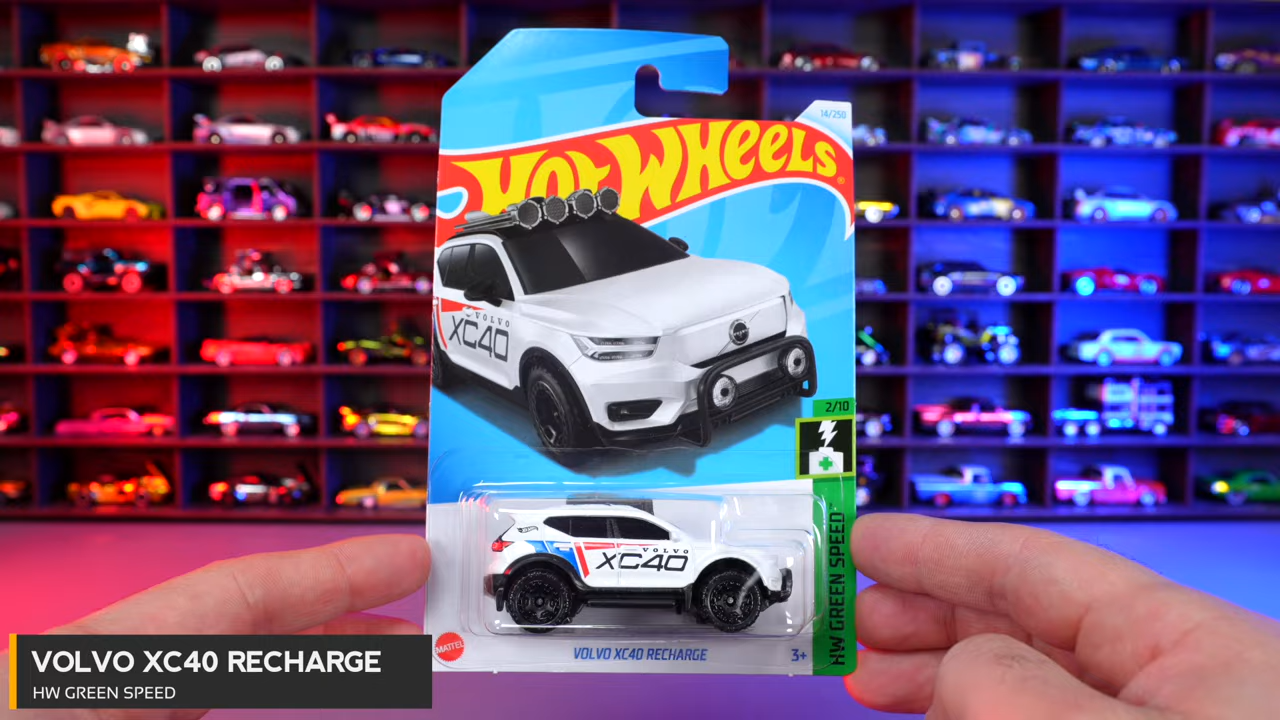 14/250
HOT WHEELS®
VOLVO
XC40
2/10
HW GREEN SPEED
VOLVO
XC40
MATTEL
VOLVO XC40 RECHARGE
3+
VOLVO XC40 RECHARGE
HW GREEN SPEED